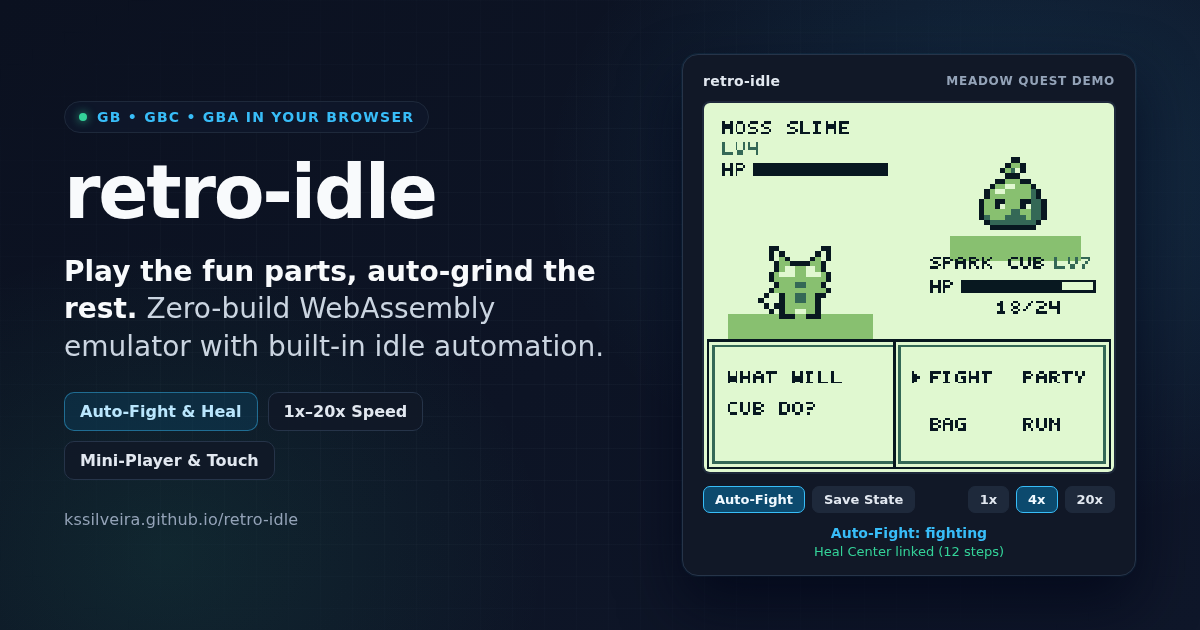 GB • GBC • GBA IN YOUR BROWSER
retro-idle
Play the fun parts, auto-grind the
rest. Zero-build WebAssembly
emulator with built-in idle automation.
Auto-Fight & Heal
1x–20x Speed
Mini-Player & Touch
kssilveira.github.io/retro-idle
retro-idle
MEADOW QUEST DEMO
MOSS SLIME
LV4
HP
SPARK CUB LV7
HP
18/24
WHAT WILL
CUB DO?
FIGHT PARTY
BAG RUN
Auto-Fight
Save State
1x
4x
20x
Auto-Fight: fighting
Heal Center linked (12 steps)